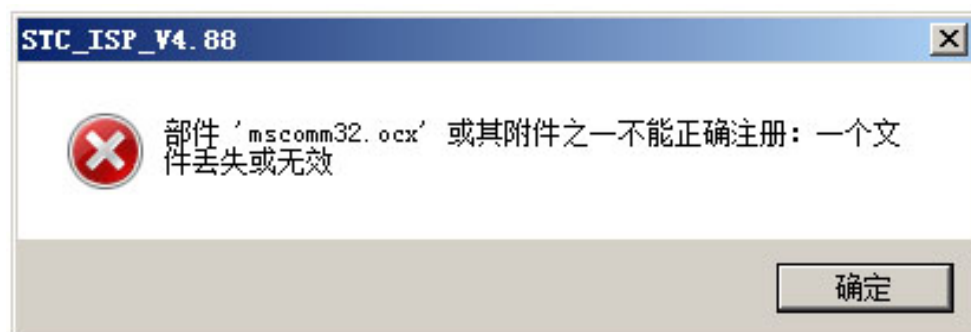 STC_ISP_V4.88
部件 'mscomm32.ocx' 或其附件之一不能正确注册: 一个文
件丢失或无效
确定